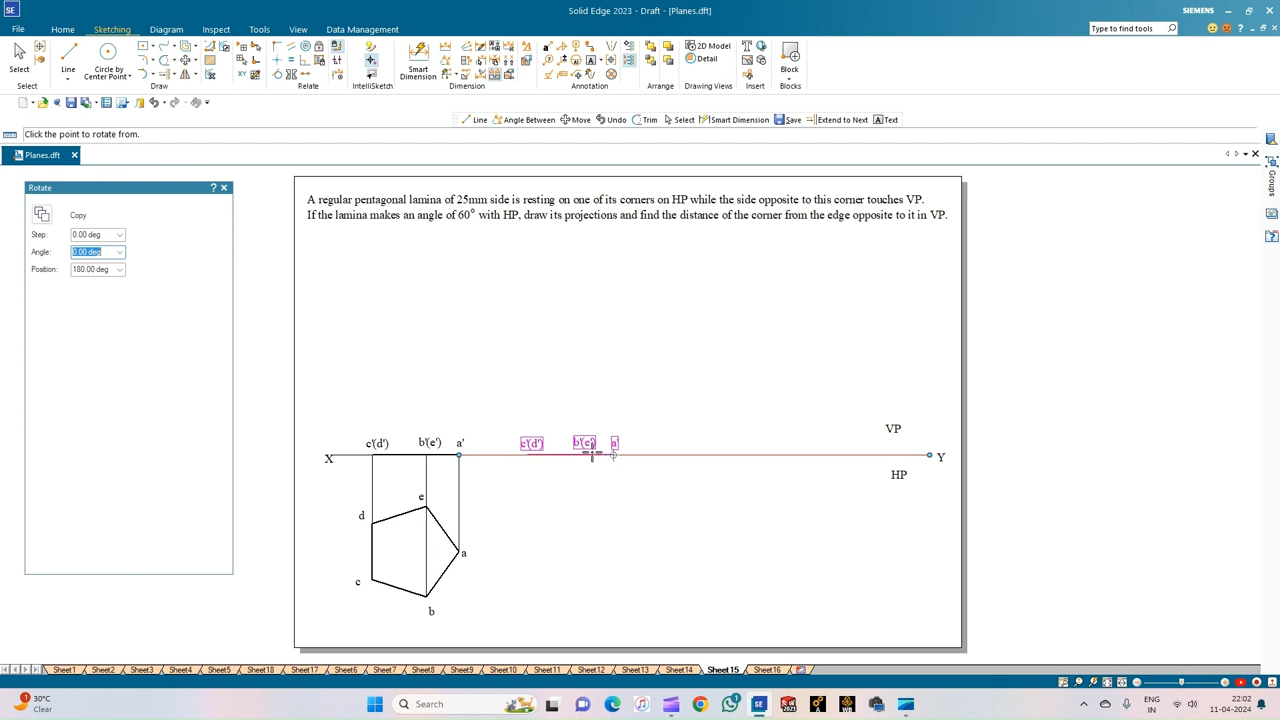 SE
Solid Edge 2023 - Draft - [Planes.dft]
SIEMENS
File
Home
Sketching
Diagram
Inspect
Tools
View
Data Management
Type to find tools
Select
Line
Circle by
Center Point
Smart
Dimension
2D Model
Detail
Block
Select
Draw
Relate
IntelliSketch
Dimension
Annotation
Arrange
Drawing Views
Insert
Blocks
Line
Angle Between
Move
Undo
Trim
Select
Smart Dimension
Save
Extend to Next
Text
Click the point to rotate from.
Planes.dft
Groups
Rotate
Copy
Step:
0.00 deg
Angle:
0.00 deg
Position:
180.00 deg
A regular pentagonal lamina of 25mm side is resting on one of its corners on HP while the side opposite to this corner touches VP.
If the lamina makes an angle of 60° with HP, draw its projections and find the distance of the corner from the edge opposite to it in VP.
VP
c'(d')
b'(e')
a'
c'(d')
b'(e')
a'
X
Y
HP
e
d
a
c
b
Sheet1
Sheet2
Sheet3
Sheet4
Sheet5
Sheet18
Sheet17
Sheet6
Sheet7
Sheet8
Sheet9
Sheet10
Sheet11
Sheet12
Sheet13
Sheet14
Sheet15
Sheet16
30°C
Clear
Search
ENG
IN
22:02
11-04-2024